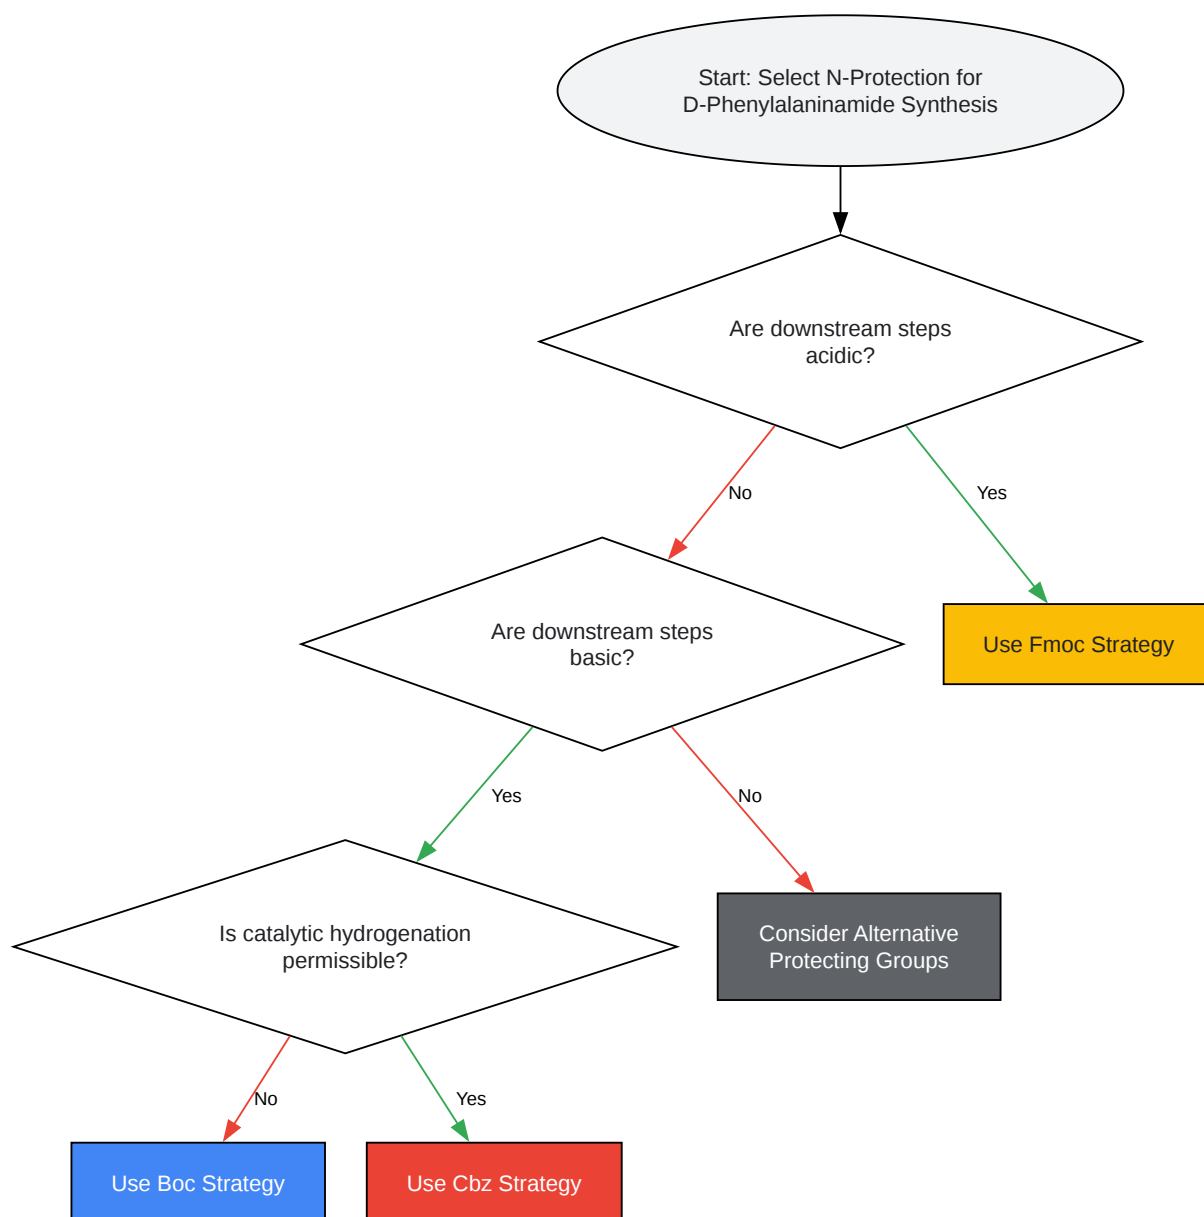 Start: Select N-Protection for
D-Phenylalaninamide Synthesis
Are downstream steps
acidic?
No
Yes
Are downstream steps
basic?
Use Fmoc Strategy
Yes
No
Is catalytic hydrogenation
permissible?
Consider Alternative
Protecting Groups
No
Yes
Use Boc Strategy
Use Cbz Strategy